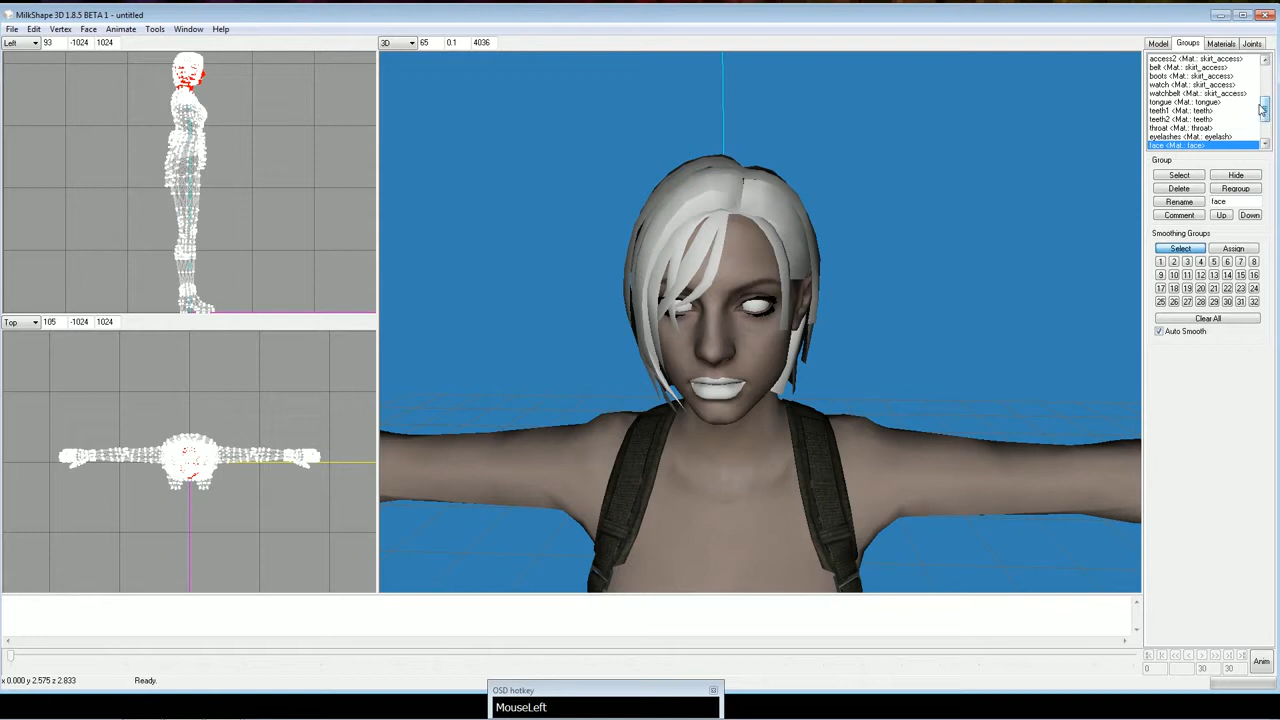 MilkShape 3D 1.8.5 BETA 1 - untitled
File Edit Vertex Face Animate Tools Window Help
Left 93 -1024 1024
3D 65 0.1 4036
Model Groups Materials Joints
access2 <Mat.: skirt_access>
belt <Mat.: skirt_access>
boots <Mat.: skirt_access>
watch <Mat.: skirt_access>
watchbelt <Mat.: skirt_access>
tongue <Mat.: tongue>
teeth1 <Mat.: teeth>
teeth2 <Mat.: teeth>
throat <Mat.: throat>
eyelashes <Mat.: eyelash>
face <Mat.: face>
Group
Select Hide
Delete Regroup
Rename face
Comment Up Down
Smoothing Groups
Select Assign
1 2 3 4 5 6 7 8
9 10 11 12 13 14 15 16
17 18 19 20 21 22 23 24
25 26 27 28 29 30 31 32
Clear All
Auto Smooth
Top 105 -1024 1024
0 30 30 Anim
x 0.000 y 2.575 z 2.833 Ready.
OSD hotkey
MouseLeft